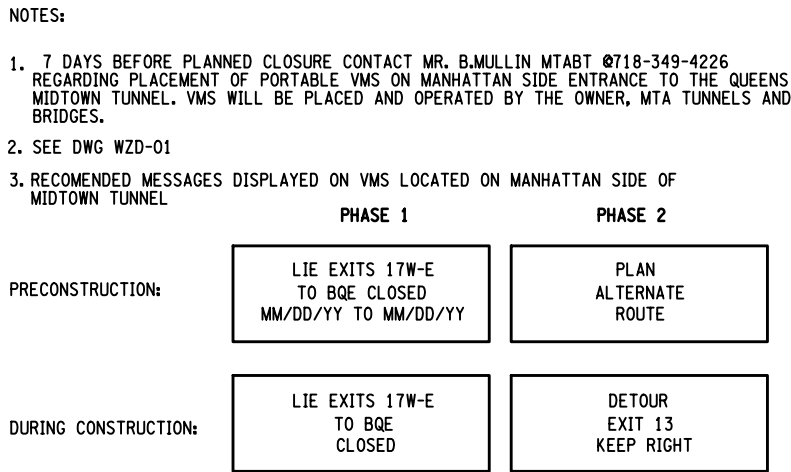 NOTES:
1. 7 DAYS BEFORE PLANNED CLOSURE CONTACT MR. B.MULLIN MTABT @718-349-4226
REGARDING PLACEMENT OF PORTABLE VMS ON MANHATTAN SIDE ENTRANCE TO THE QUEENS
MIDTOWN TUNNEL. VMS WILL BE PLACED AND OPERATED BY THE OWNER, MTA TUNNELS AND
BRIDGES.
2. SEE DWG WZD-01
3. RECOMENDED MESSAGES DISPLAYED ON VMS LOCATED ON MANHATTAN SIDE OF
MIDTOWN TUNNEL
PHASE 1 PHASE 2
PRECONSTRUCTION:
LIE EXITS 17W-E
TO BQE CLOSED
MM/DD/YY TO MM/DD/YY
PLAN
ALTERNATE
ROUTE
DURING CONSTRUCTION:
LIE EXITS 17W-E
TO BQE
CLOSED
DETOUR
EXIT 13
KEEP RIGHT